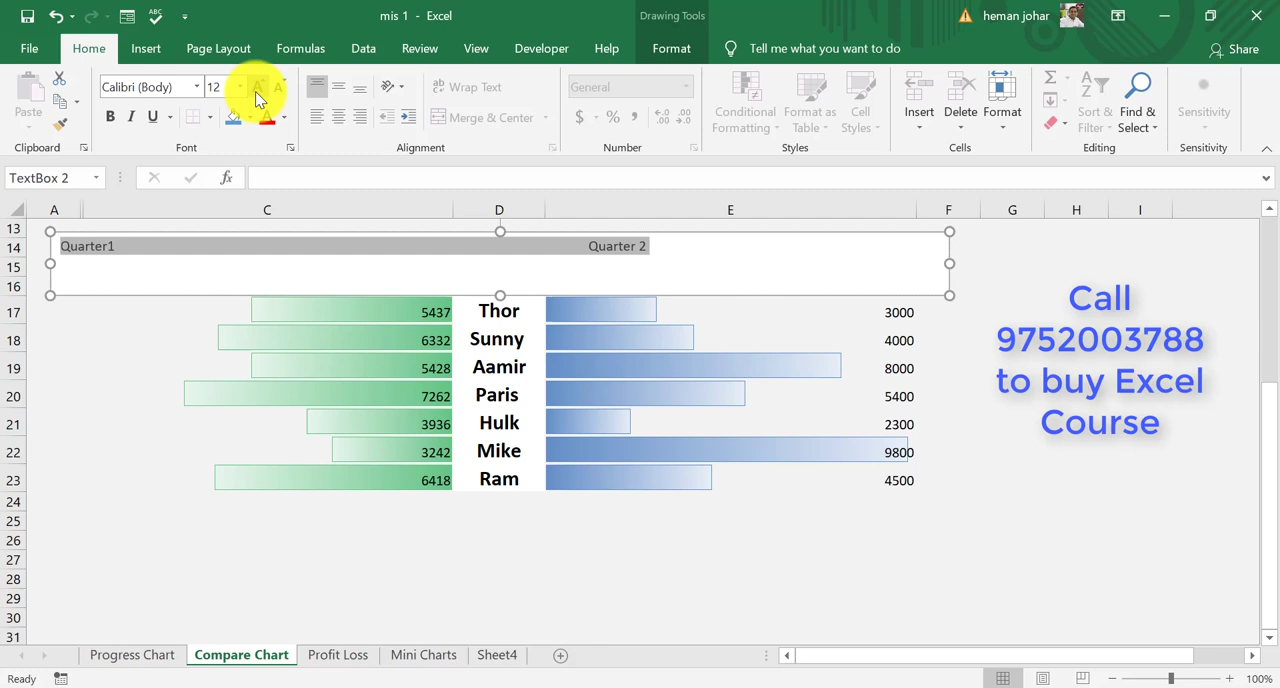 ABC
mis 1 - Excel
Drawing Tools
heman johar
File
Home
Insert
Page Layout
Formulas
Data
Review
View
Developer
Help
Format
Tell me what you want to do
Share
Paste
Clipboard
Calibri (Body)
12
B I U
A
Font
Wrap Text
Merge & Center
Alignment
General
$ % ,
Number
Conditional Formatting
Format as Table
Cell Styles
Styles
Insert
Delete
Format
Cells
Sort & Filter
Find & Select
Editing
Sensitivity
Sensitivity
TextBox 2
fx
A C D E F G H I
13
14
15
16
Quarter1 Quarter 2
17 5437 Thor 3000
18 6332 Sunny 4000
19 5428 Aamir 8000
20 7262 Paris 5400
21 3936 Hulk 2300
22 3242 Mike 9800
23 6418 Ram 4500
24
25
26
27
28
29
30
31
Call
9752003788
to buy Excel
Course
Progress Chart
Compare Chart
Profit Loss
Mini Charts
Sheet4
Ready
100%